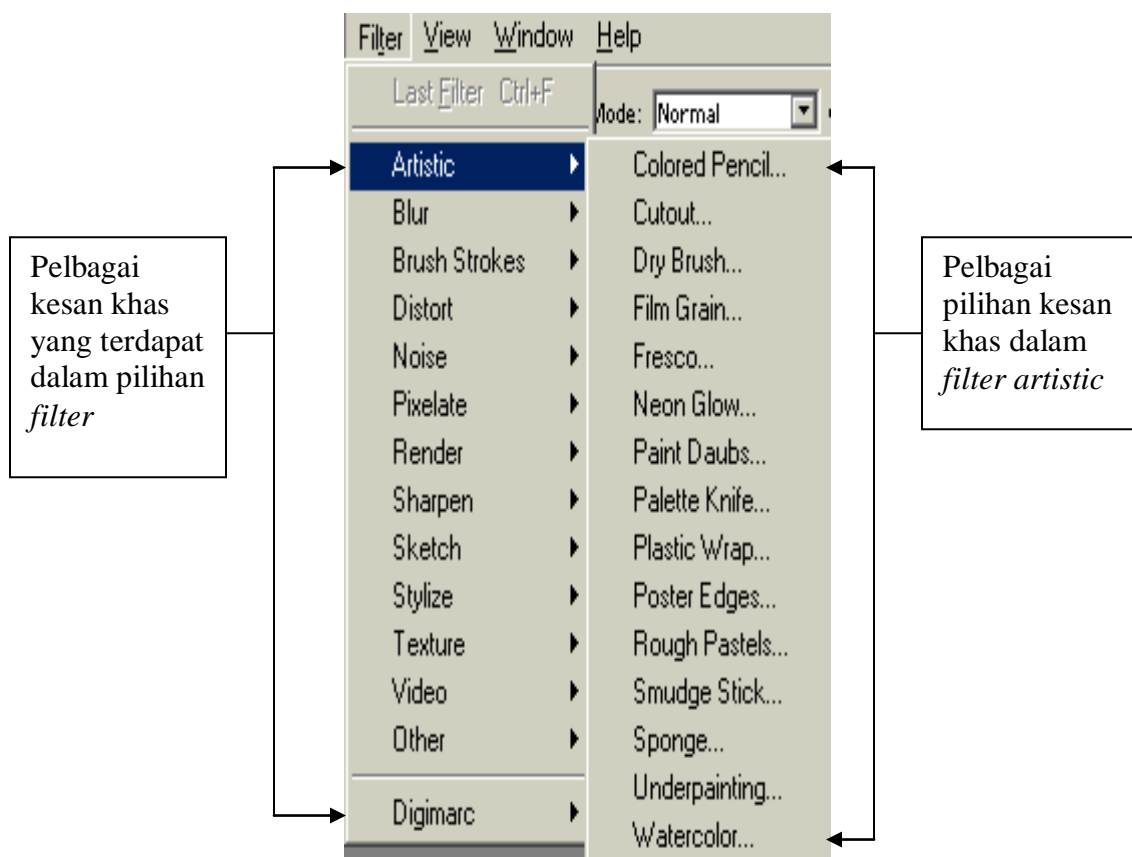 Filter View Window Help
Last Filter Ctrl+F
Mode: Normal
Artistic
Blur
Brush Strokes
Distort
Noise
Pixelate
Render
Sharpen
Sketch
Stylize
Texture
Video
Other
Digimarc
Colored Pencil...
Cutout...
Dry Brush...
Film Grain...
Fresco...
Neon Glow...
Paint Daubs...
Palette Knife...
Plastic Wrap...
Poster Edges...
Rough Pastels...
Smudge Stick...
Sponge...
Underpainting...
Watercolor...
Pelbagai
kesan khas
yang terdapat
dalam pilihan
filter
Pelbagai
pilihan kesan
khas dalam
filter artistic